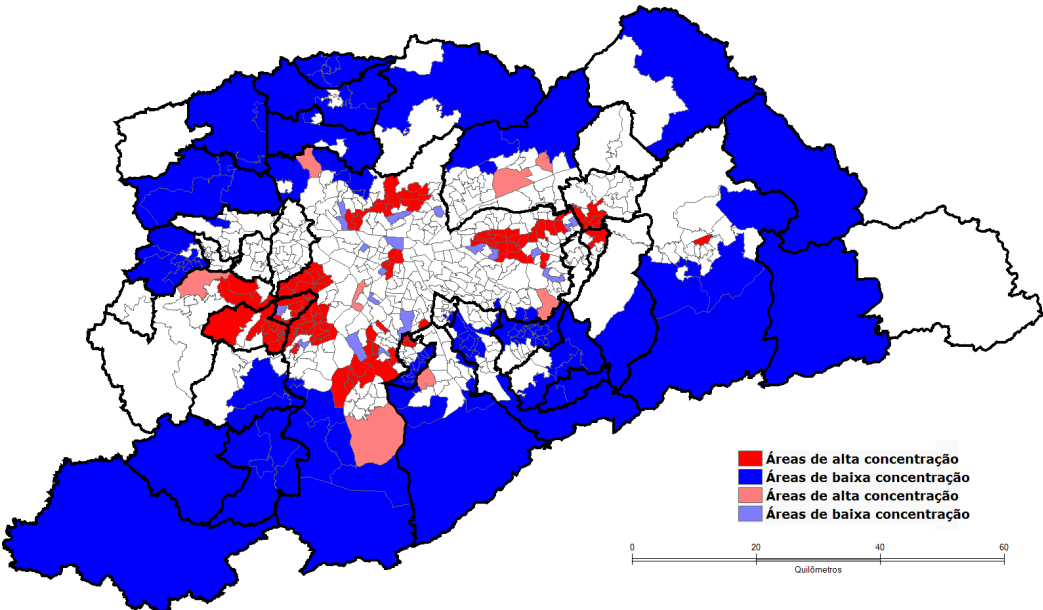 Áreas de alta concentração
Áreas de baixa concentração
Áreas de alta concentração
Áreas de baixa concentração
0 20 40 60
Quilômetros